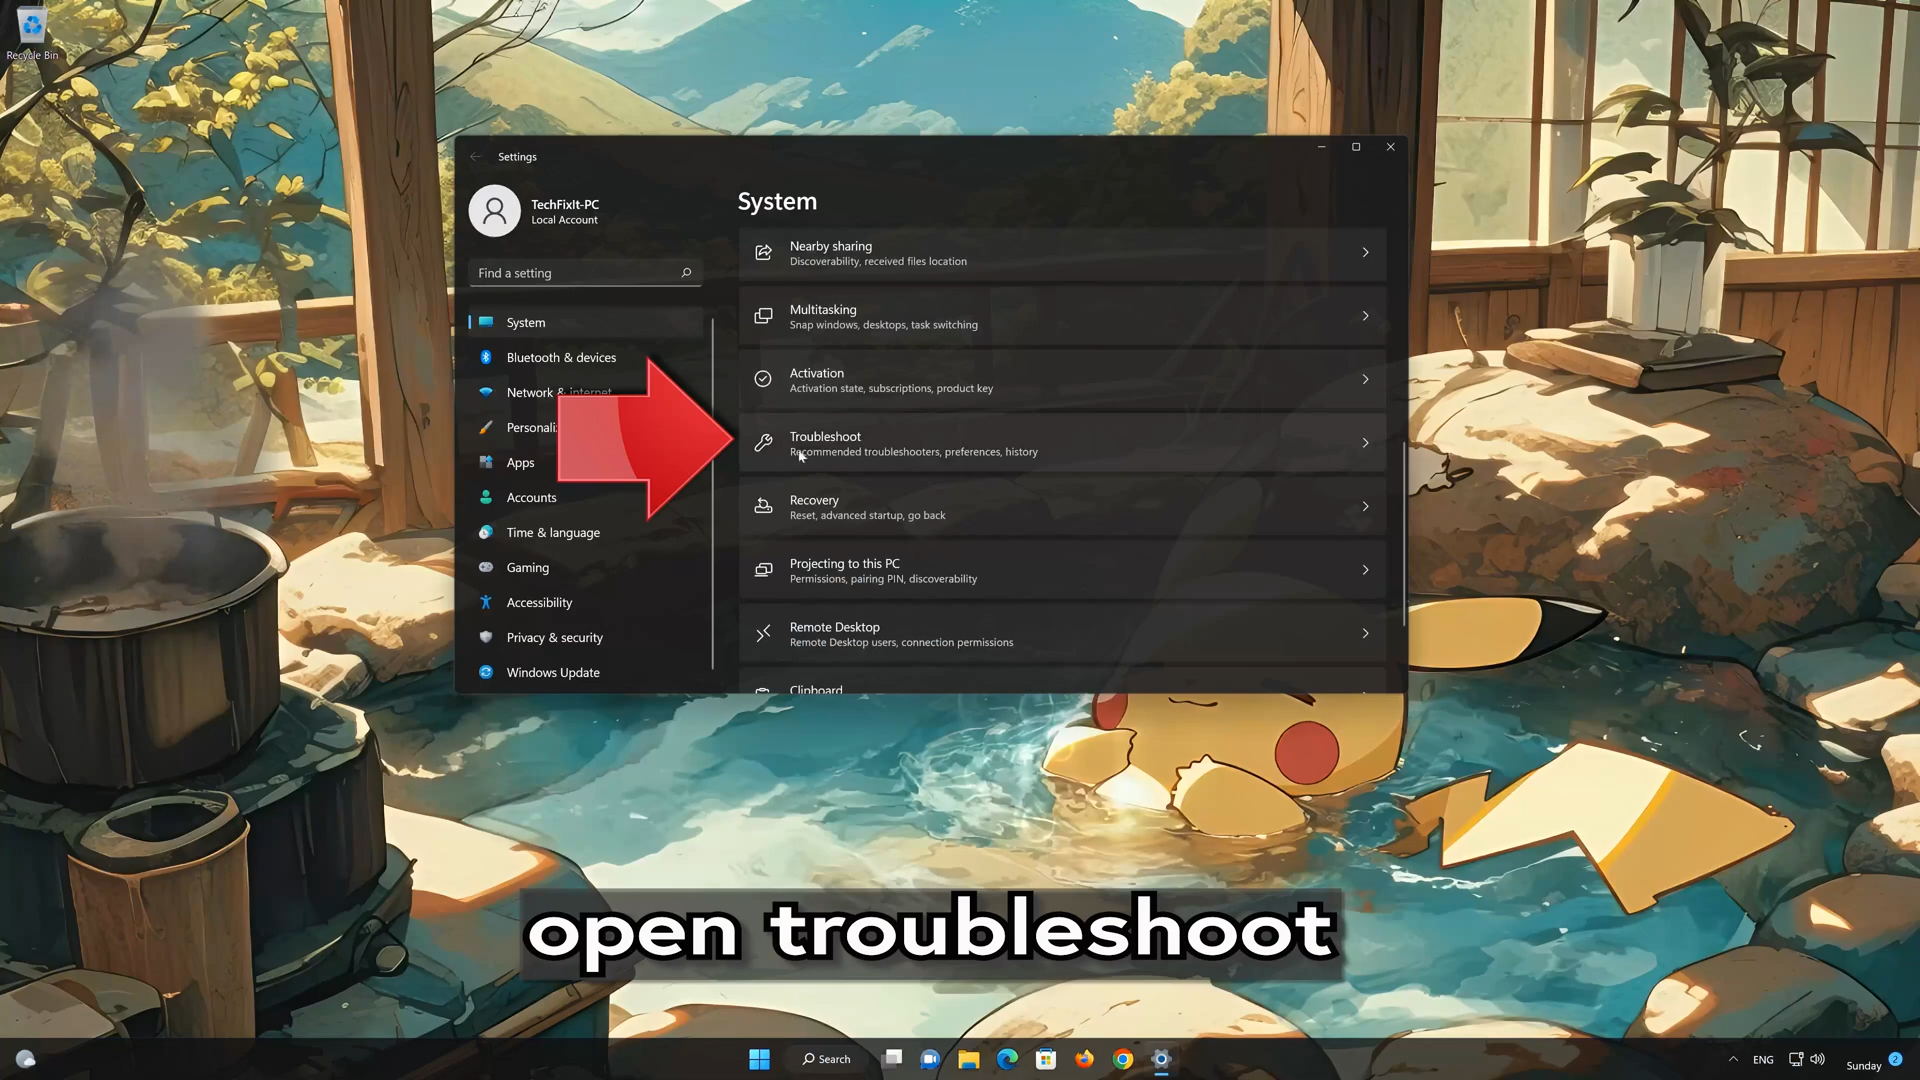 Recycle Bin
Settings
TechFixIt-PC
Local Account
Find a setting
System
Bluetooth & devices
Network & internet
Personali
Apps
Accounts
Time & language
Gaming
Accessibility
Privacy & security
Windows Update
System
Nearby sharing
Discoverability, received files location
Multitasking
Snap windows, desktops, task switching
Activation
Activation state, subscriptions, product key
Troubleshoot
Recommended troubleshooters, preferences, history
Recovery
Reset, advanced startup, go back
Projecting to this PC
Permissions, pairing PIN, discoverability
Remote Desktop
Remote Desktop users, connection permissions
Clipboard
open troubleshoot
Search
ENG
Sunday
2